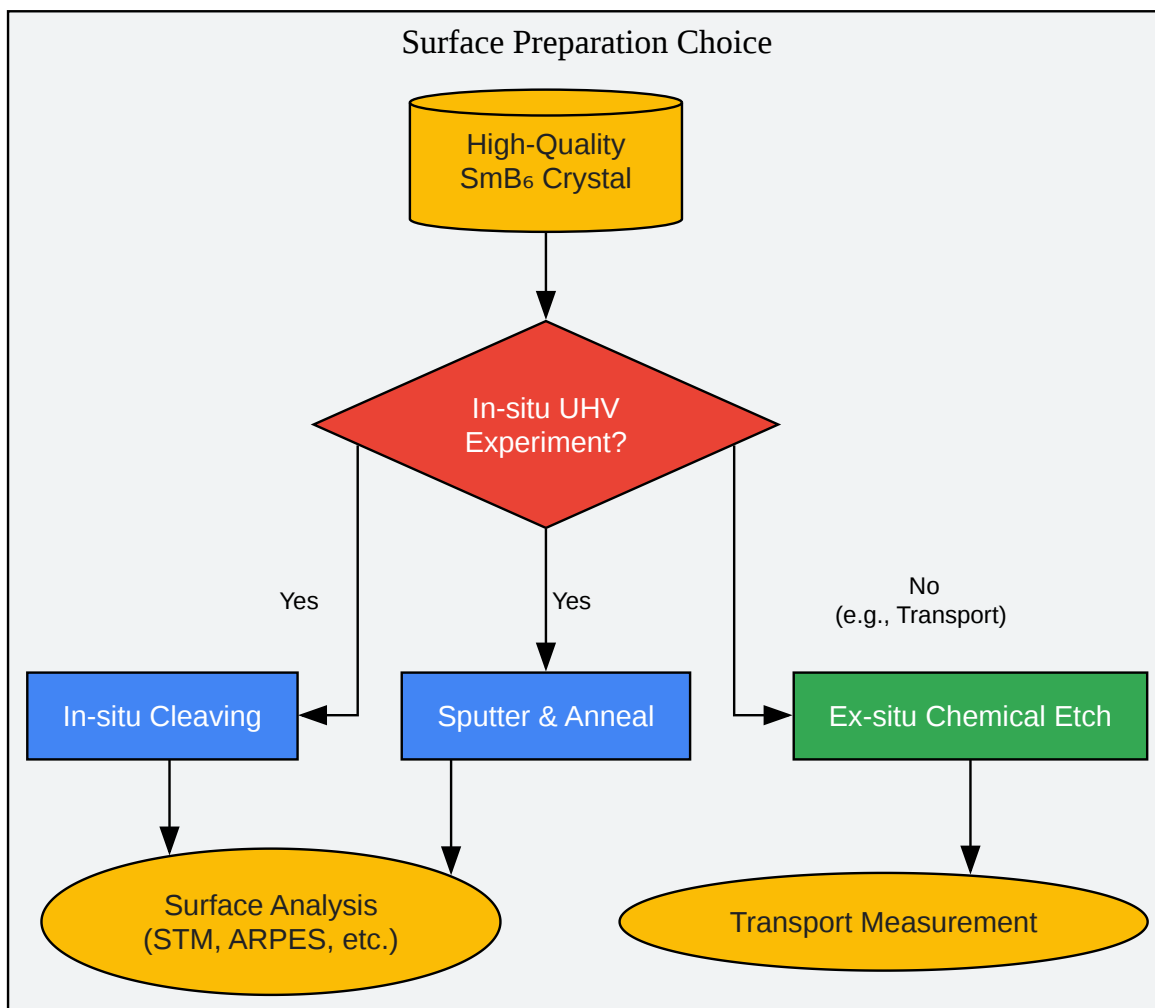 Surface Preparation Choice
High-Quality
SmB₆ Crystal
In-situ UHV
Experiment?
Yes
Yes
No
(e.g., Transport)
In-situ Cleaving
Sputter & Anneal
Ex-situ Chemical Etch
Surface Analysis
(STM, ARPES, etc.)
Transport Measurement